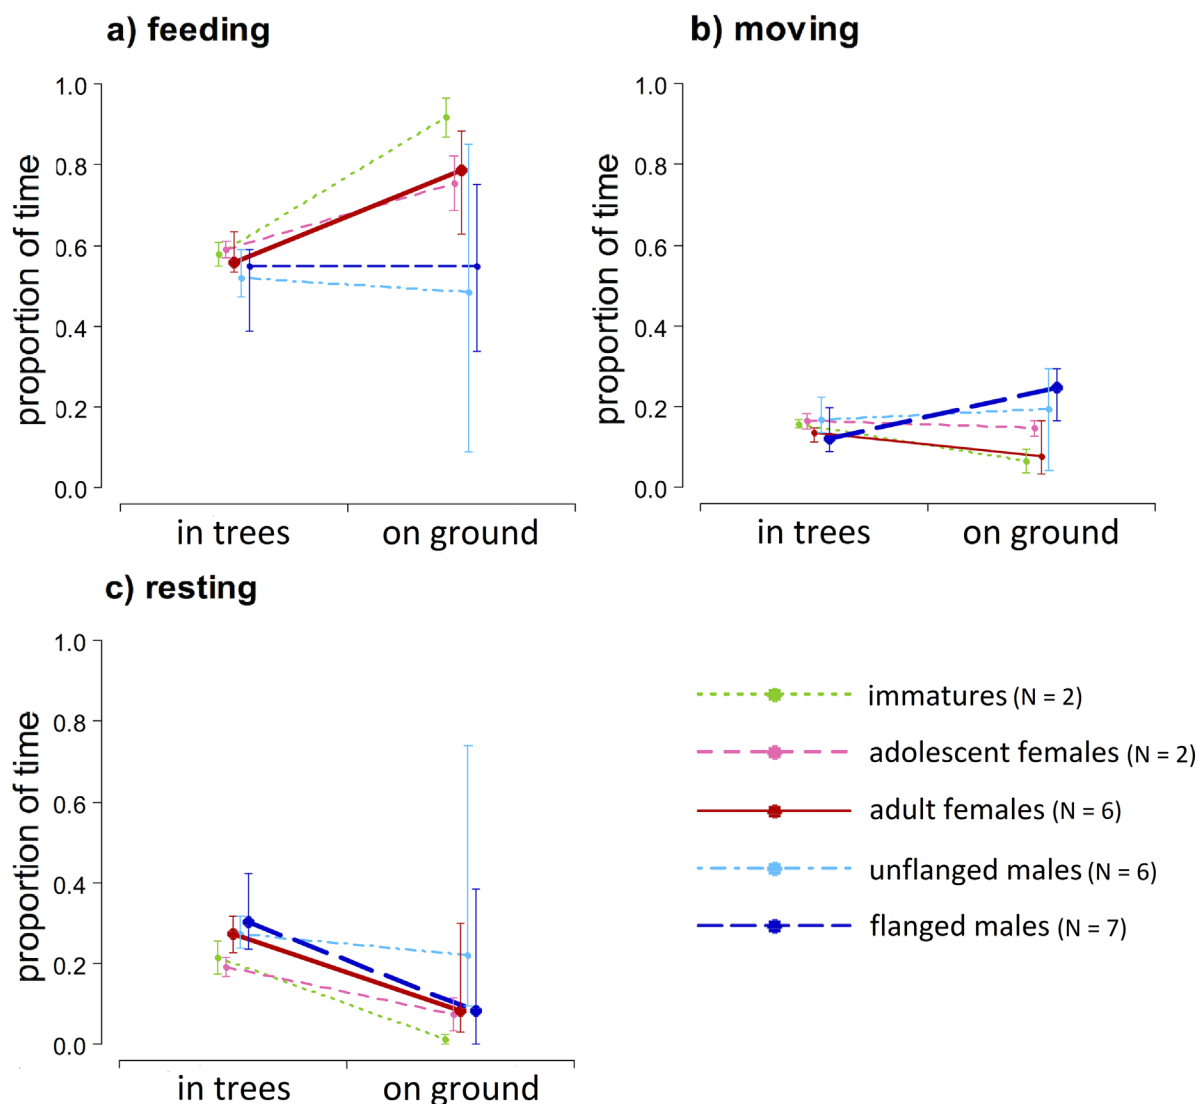 a) feeding
1.0
0.8
0.6
0.4
0.2
0.0
proportion of time
in trees on ground
b) moving
1.0
0.8
0.6
0.4
0.2
0.0
proportion of time
in trees on ground
c) resting
1.0
0.8
0.6
0.4
0.2
0.0
proportion of time
in trees on ground
immatures (N = 2)
adolescent females (N = 2)
adult females (N = 6)
unflanged males (N = 6)
flanged males (N = 7)